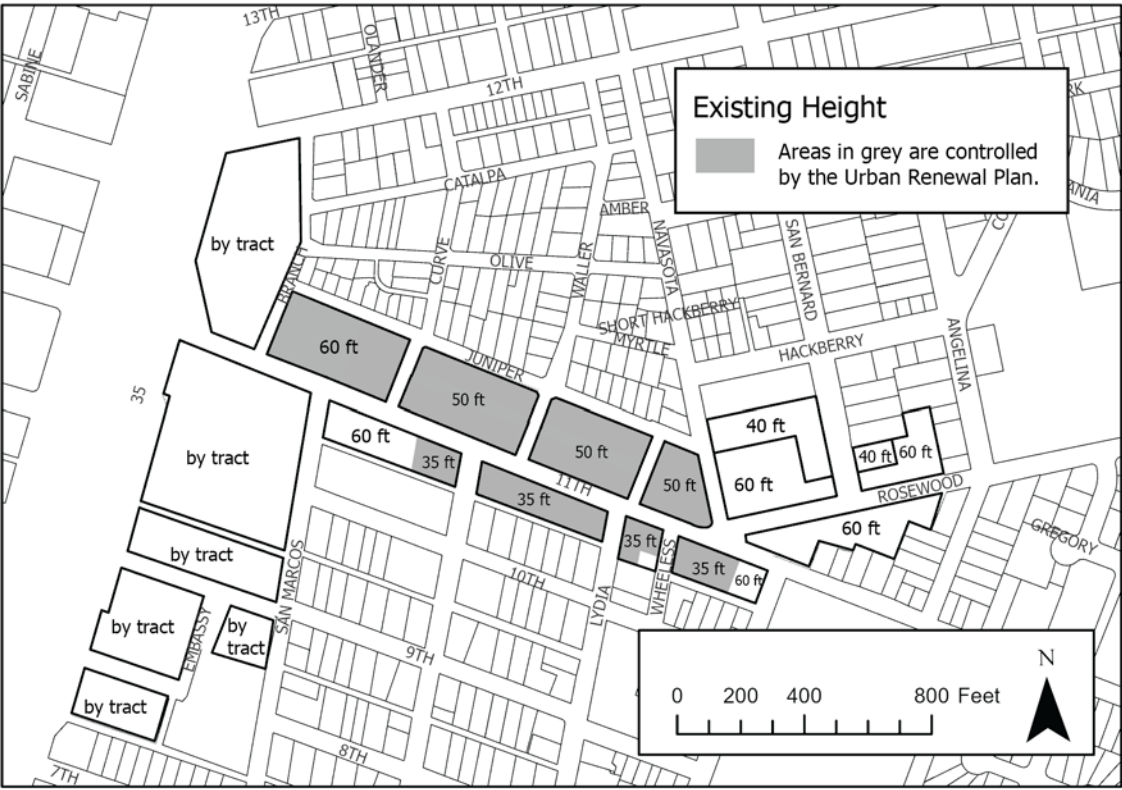 13TH
OLANDER
SABINE
12TH
Existing Height
Areas in grey are controlled
by the Urban Renewal Plan.
CATALPA
AMBER
by tract
BRANCH
CURVE
OLIVE
WALLER
NAVASOTA
SAN BERNARD
SHORT HACKBERRY
MYRTLE
HACKBERRY
ANGELINA
JUNIPER
60 ft
50 ft
50 ft
50 ft
35
by tract
60 ft
35 ft
35 ft
11TH
40 ft
60 ft
40 ft
60 ft
ROSEWOOD
60 ft
GREGORY
35 ft
WHEELESS
35 ft
60 ft
by tract
SAN MARCOS
10TH
LYDIA
by tract
EMBASSY
by
tract
9TH
by tract
8TH
7TH
N
0 200 400 800 Feet